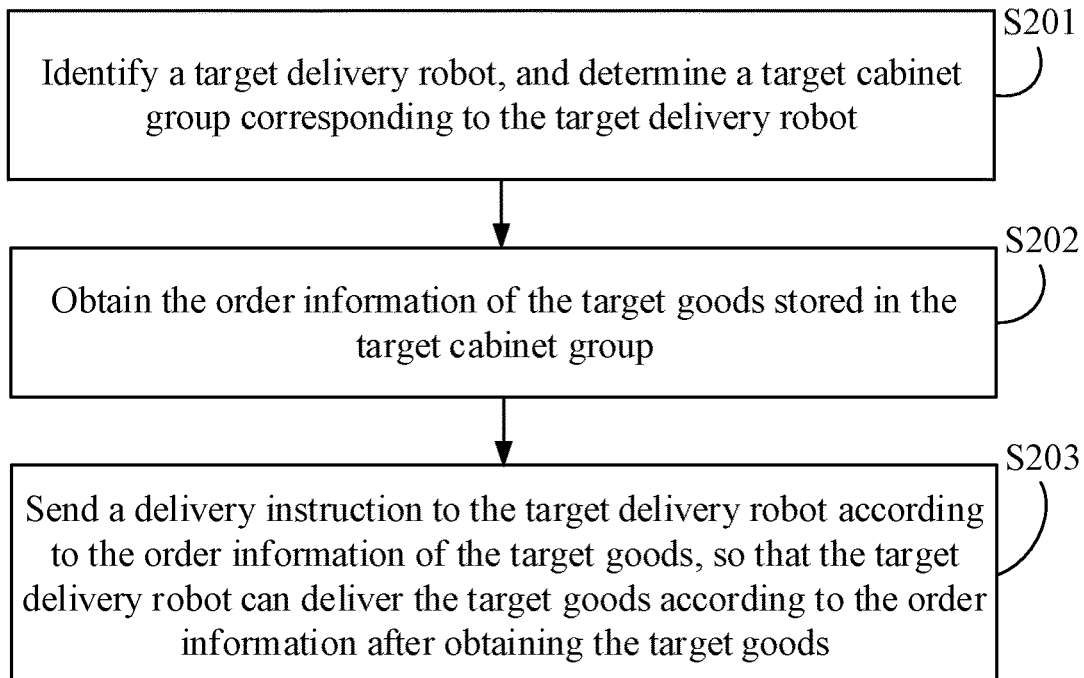 S201
Identify a target delivery robot, and determine a target cabinet
group corresponding to the target delivery robot
S202
Obtain the order information of the target goods stored in the
target cabinet group
S203
Send a delivery instruction to the target delivery robot according
to the order information of the target goods, so that the target
delivery robot can deliver the target goods according to the order
information after obtaining the target goods